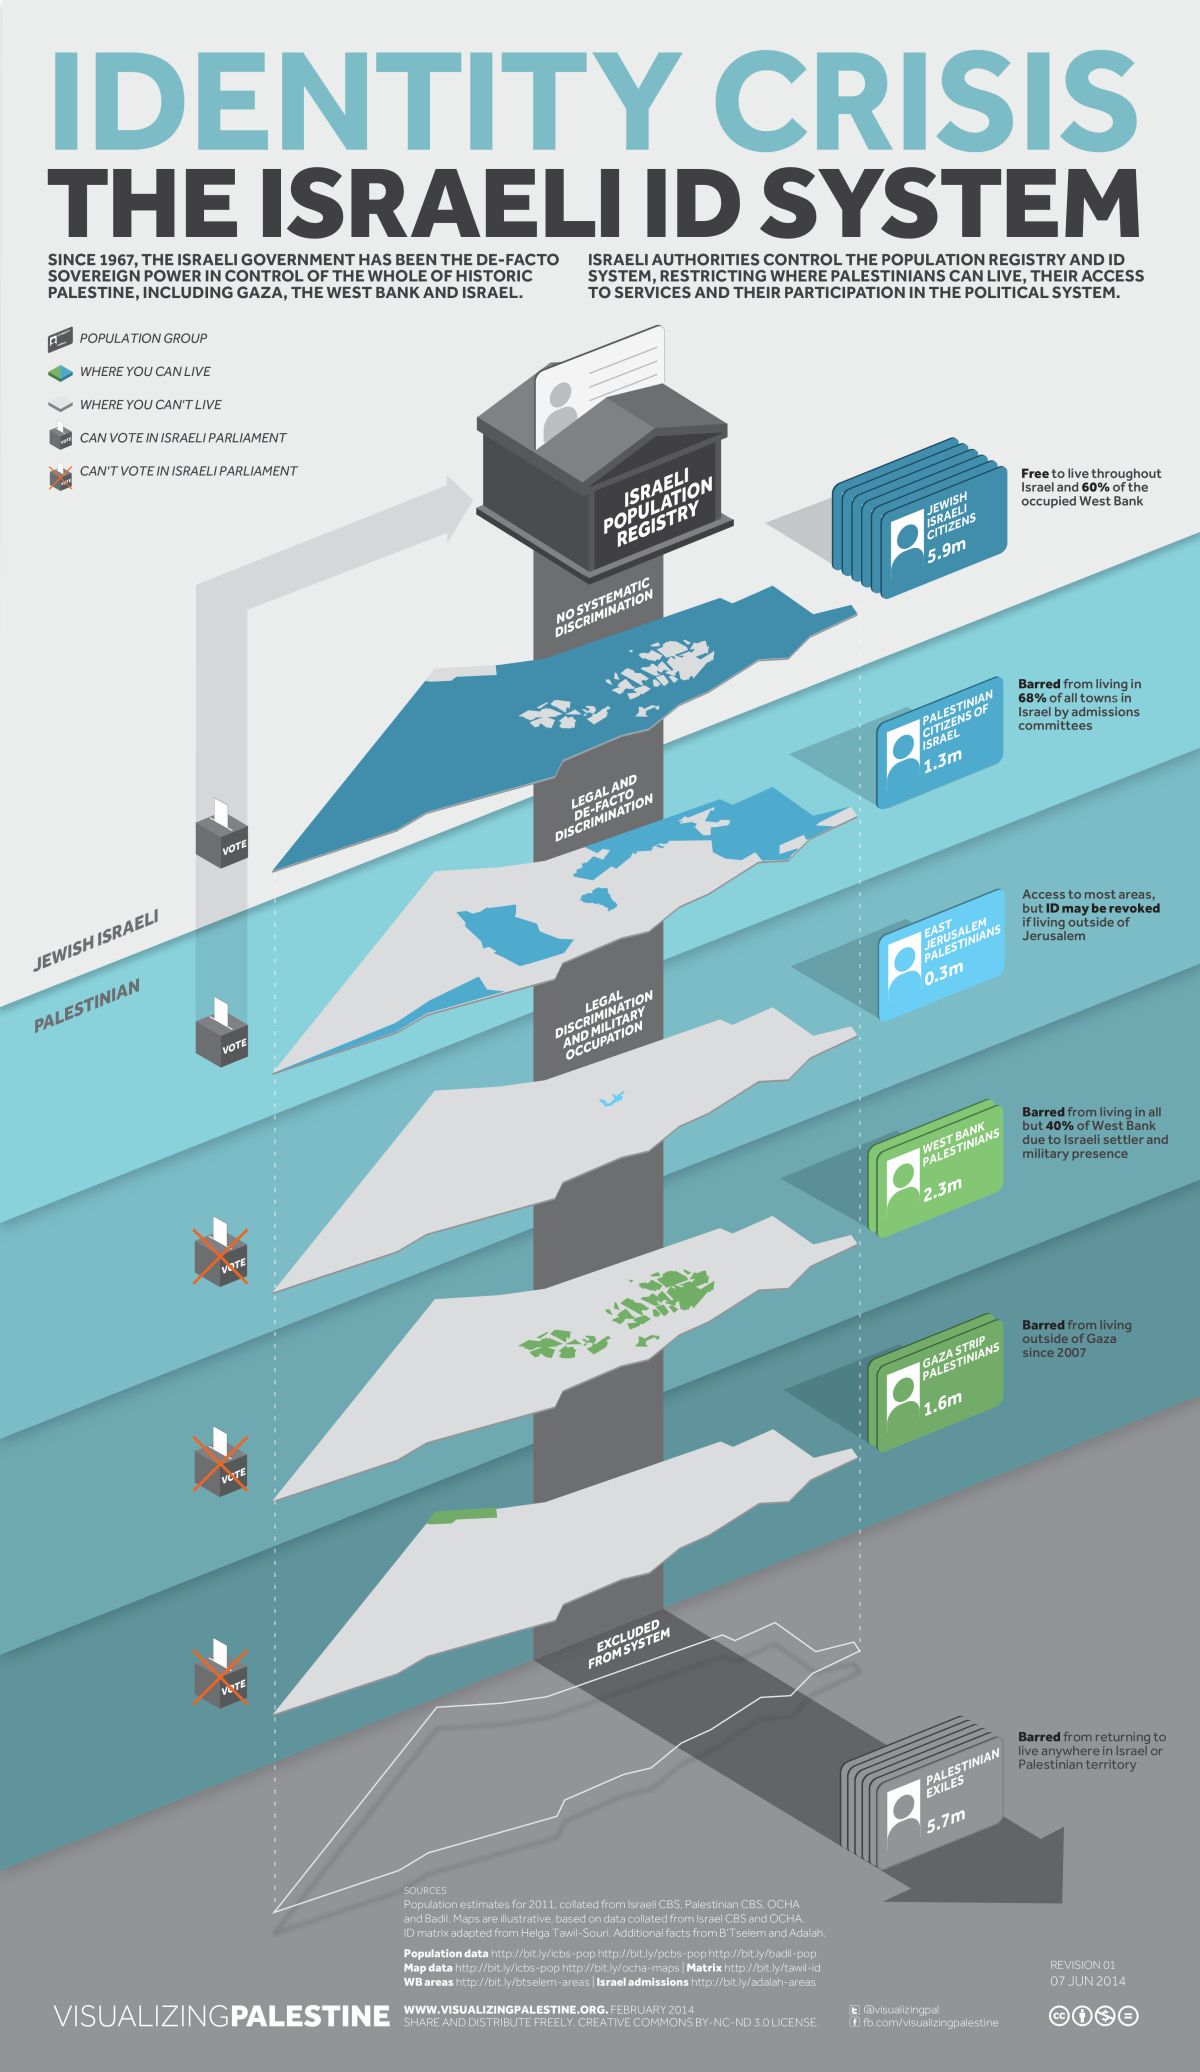 IDENTITY CRISIS
THE ISRAELI ID SYSTEM
SINCE 1967, THE ISRAELI GOVERNMENT HAS BEEN THE DE-FACTO
SOVEREIGN POWER IN CONTROL OF THE WHOLE OF HISTORIC
PALESTINE, INCLUDING GAZA, THE WEST BANK AND ISRAEL.
ISRAELI AUTHORITIES CONTROL THE POPULATION REGISTRY AND ID
SYSTEM, RESTRICTING WHERE PALESTINIANS CAN LIVE, THEIR ACCESS
TO SERVICES AND THEIR PARTICIPATION IN THE POLITICAL SYSTEM.
POPULATION GROUP
WHERE YOU CAN LIVE
WHERE YOU CAN'T LIVE
VOTE
CAN VOTE IN ISRAELI PARLIAMENT
VOTE
CAN'T VOTE IN ISRAELI PARLIAMENT
ISRAELI
POPULATION
REGISTRY
JEWISH
ISRAELI
CITIZENS
5.9m
Free to live throughout
Israel and 60% of the
occupied West Bank
NO SYSTEMATIC
DISCRIMINATION
VOTE
JEWISH ISRAELI
PALESTINIAN
PALESTINIAN
CITIZENS OF
ISRAEL
1.3m
Barred from living in
68% of all towns in
Israel by admissions
committees
LEGAL AND
DE-FACTO
DISCRIMINATION
VOTE
EAST
JERUSALEM
PALESTINIANS
0.3m
Access to most areas,
but ID may be revoked
if living outside of
Jerusalem
LEGAL
DISCRIMINATION
AND MILITARY
OCCUPATION
VOTE
WEST BANK
PALESTINIANS
2.3m
Barred from living in all
but 40% of West Bank
due to Israeli settler and
military presence
VOTE
GAZA STRIP
PALESTINIANS
1.6m
Barred from living
outside of Gaza
since 2007
VOTE
EXCLUDED
FROM SYSTEM
PALESTINIAN
EXILES
5.7m
Barred from returning to
live anywhere in Israel or
Palestinian territory
SOURCES
Population estimates for 2011, collated from Israeli CBS, Palestinian CBS, OCHA
and Badil. Maps are illustrative, based on data collated from Israel CBS and OCHA.
ID matrix adapted from Helga Tawil-Souri. Additional facts from B'Tselem and Adalah.
Population data http://bit.ly/icbs-pop http://bit.ly/pcbs-pop http://bit.ly/badil-pop
Map data http://bit.ly/icbs-pop http://bit.ly/ocha-maps | Matrix http://bit.ly/tawil-id
WB areas http://bit.ly/btselem-areas | Israel admissions http://bit.ly/adalah-areas
REVISION 01
07 JUN 2014
VISUALIZINGPALESTINE
WWW.VISUALIZINGPALESTINE.ORG. FEBRUARY 2014
SHARE AND DISTRIBUTE FREELY. CREATIVE COMMONS BY-NC-ND 3.0 LICENSE.
@visualizingpal
fb.com/visualizingpalestine
cc